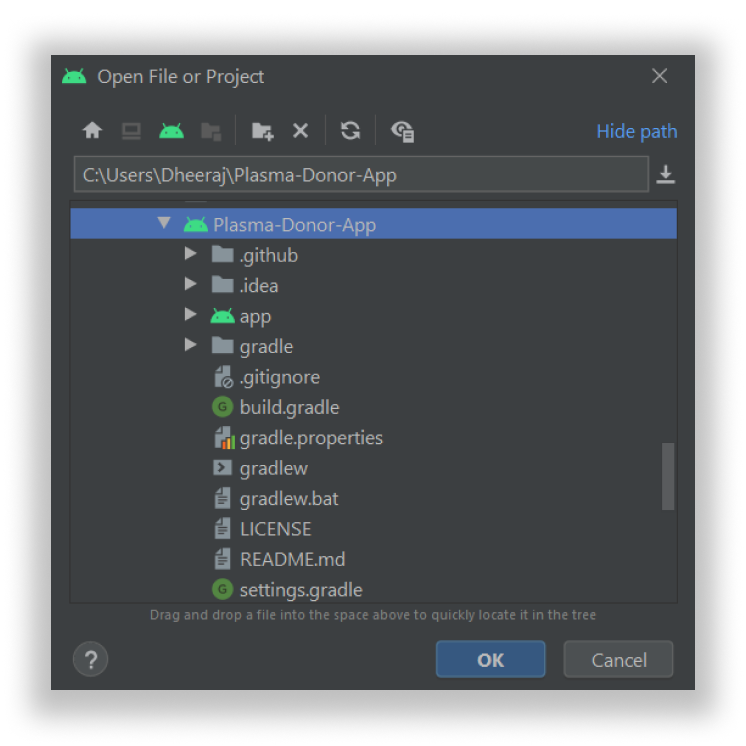 Open File or Project
Hide path
C:\Users\Dheeraj\Plasma-Donor-App
Plasma-Donor-App
.github
.idea
app
gradle
.gitignore
G build.gradle
gradle.properties
gradlew
gradlew.bat
LICENSE
README.md
G settings.gradle
Drag and drop a file into the space above to quickly locate it in the tree
? OK Cancel